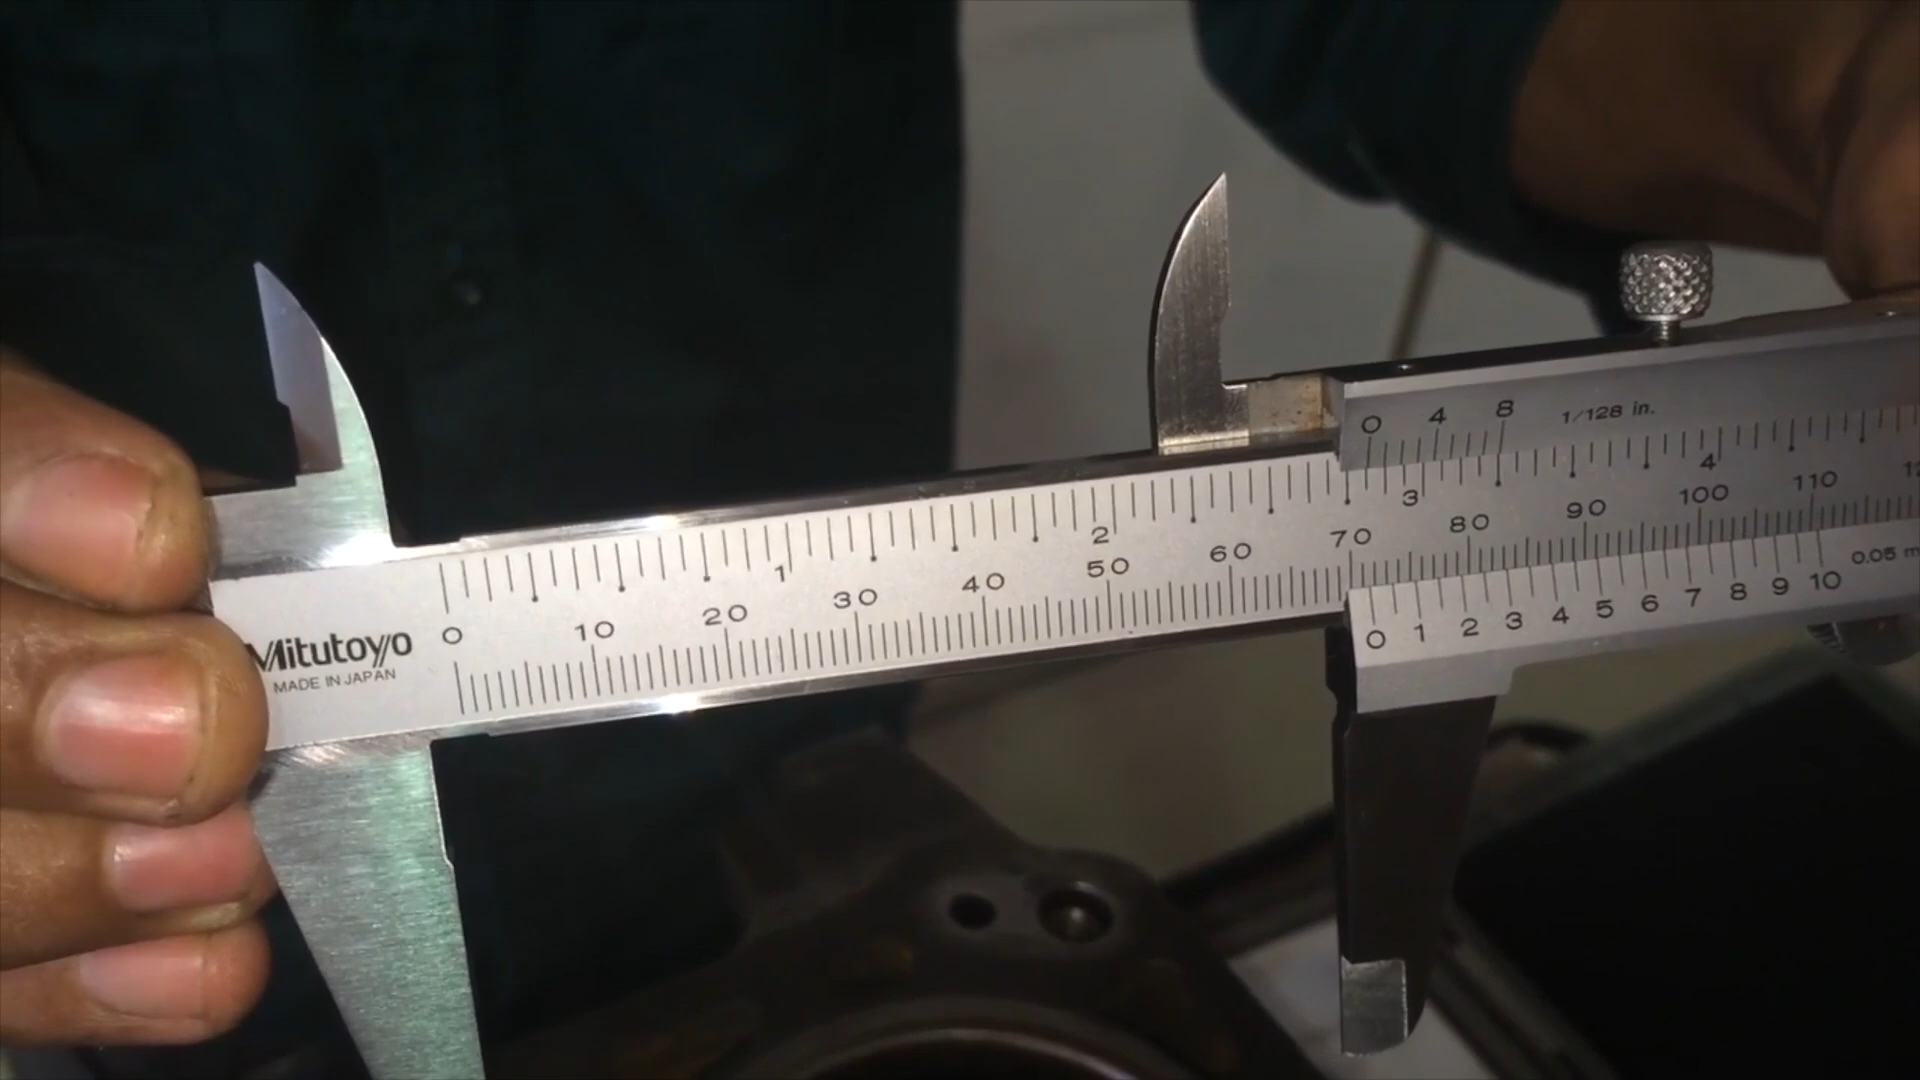 0 4 8 1/128 in.
1 2 3 4
0 10 20 30 40 50 60 70 80 90 100 110
Mitutoyo
MADE IN JAPAN
0 1 2 3 4 5 6 7 8 9 10 0.05